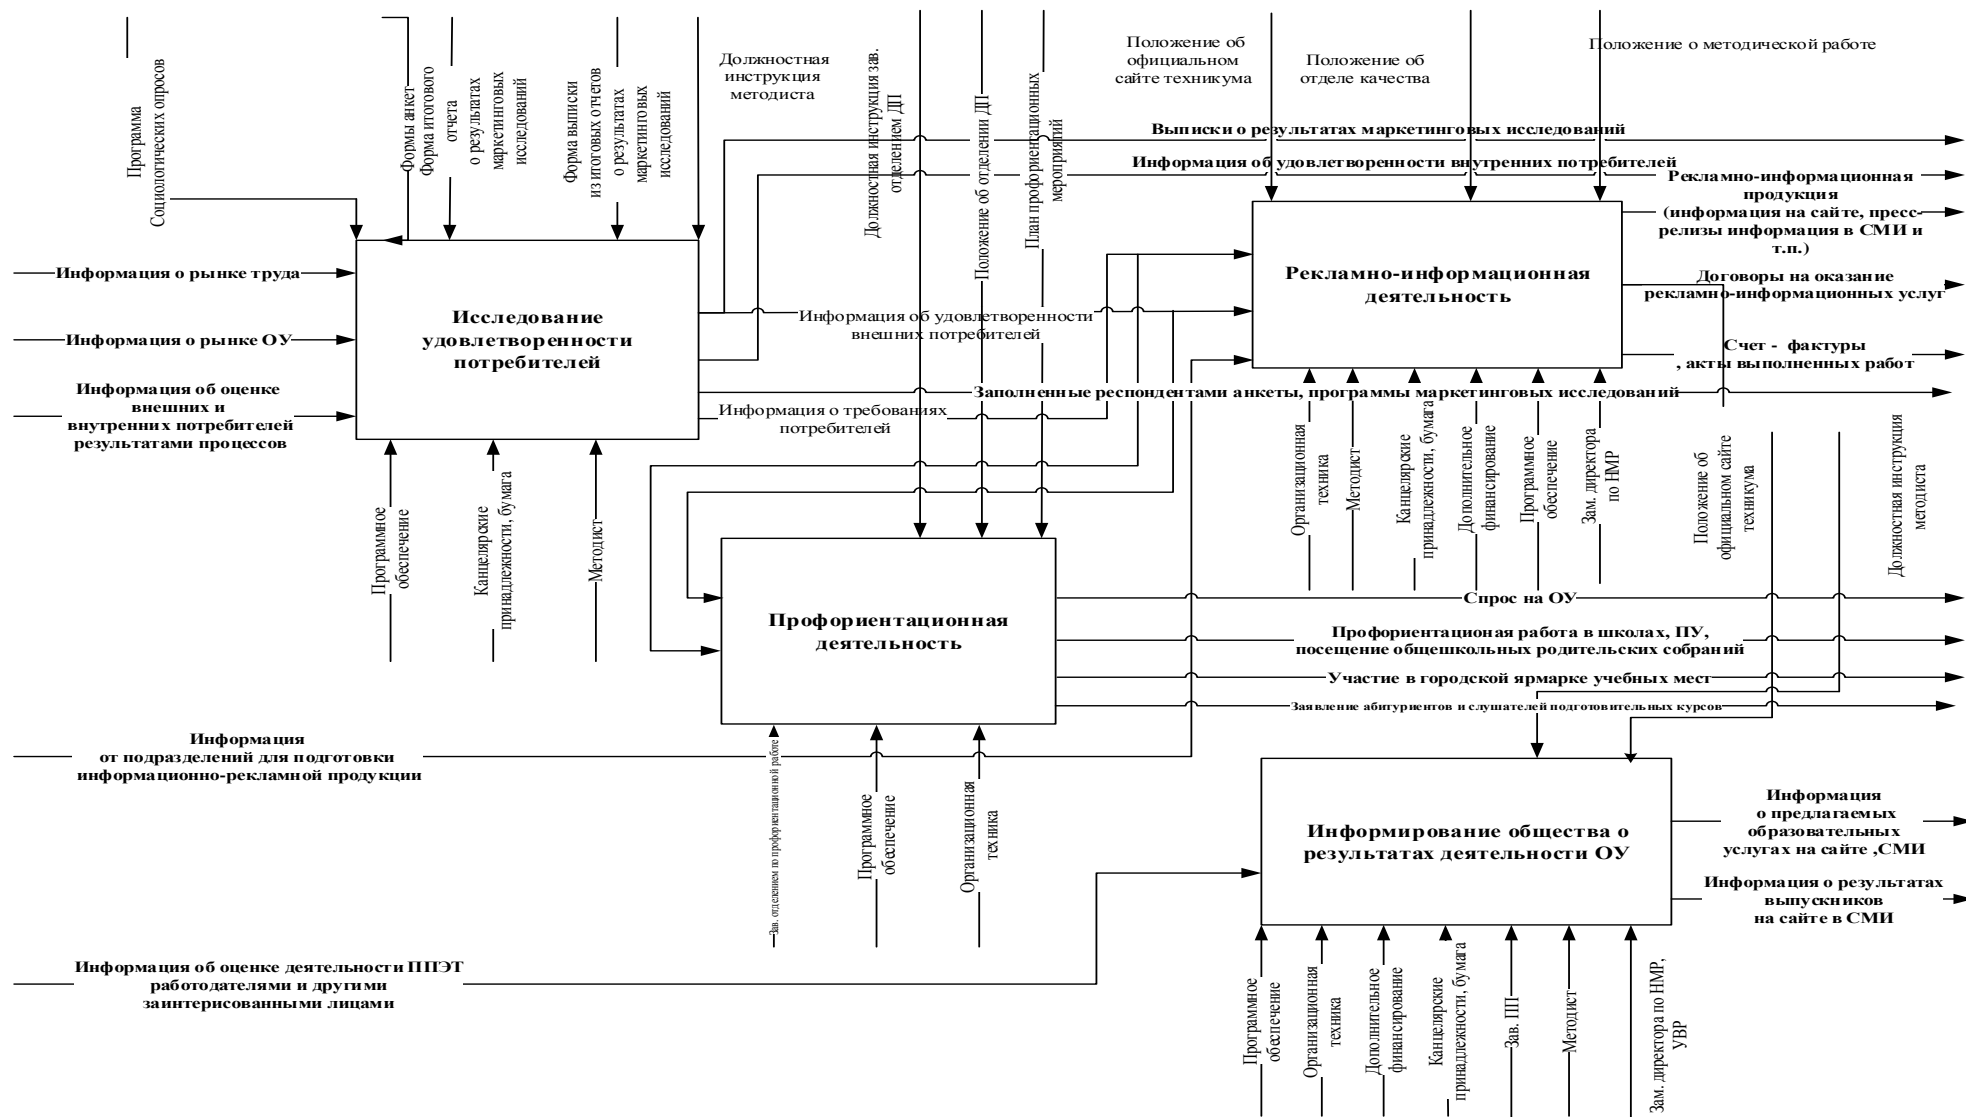 Программа
Социологических опросов
Формы анкет
Форма итогового
отчета
о результатах
маркетинговых
исследований
Форма выписки
из итоговых отчетов
о результатах
маркетинговых
исследований
Должностная
инструкция
методиста
Должностная инструкция зав.
отделением ДП
Положение об отделении ДП
План профориентационных
мероприятий
Положение об
официальном
сайте техникума
Положение об
отделе качества
Положение о методической работе
Выписки о результатах маркетинговых исследований
Информация об удовлетворенности внутренних потребителей
Рекламно-информационная
продукция
(информация на сайте, пресс-
релизы информация в СМИ и
т.п.)
Информация о рынке труда
Информация о рынке ОУ
Информация об оценке
внешних и
внутренних потребителей
результатами процессов
Исследование
удовлетворенности
потребителей
Информация об удовлетворенности
внешних потребителей
Рекламно-информационная
деятельность
Договоры на оказание
рекламно-информационных услуг
Счет - фактуры
, акты выполненных работ
Заполненные респондентами анкеты, программы маркетинговых исследований
Информация о требованиях
потребителей
Программное
обеспечение
Канцелярские
принадлежности, бумага
Методист
Организационная
техника
Методист
Канцелярские
принадлежности, бумага
Дополнительное
финансирование
Программное
обеспечение
Зам. директора
по НМР
Положение об
официальном сайте
техникума
Должностная инструкция
методиста
Профориентационная
деятельность
Спрос на ОУ
Профориентационая работа в школах, ПУ,
посещение общешкольных родительских собраний
Участие в городской ярмарке учебных мест
Заявление абитуриентов и слушателей подготовительных курсов
Информация
от подразделений для подготовки
информационно-рекламной продукции
Зав. отделением по профориентационной работе
Программное
обеспечение
Организационная
техника
Информирование общества о
результатах деятельности ОУ
Информация
о предлагаемых
образовательных
услугах на сайте ,СМИ
Информация о результатах
выпускников
на сайте в СМИ
Информация об оценке деятельности ППЭТ
работодателями и другими
заинтерисованными лицами
Программное
обеспечение
Организационная
техника
Дополнительное
финансирование
Канцелярские
принадлежности, бумага
Зав. ПП
Методист
Зам. директора по НМР,
УВР